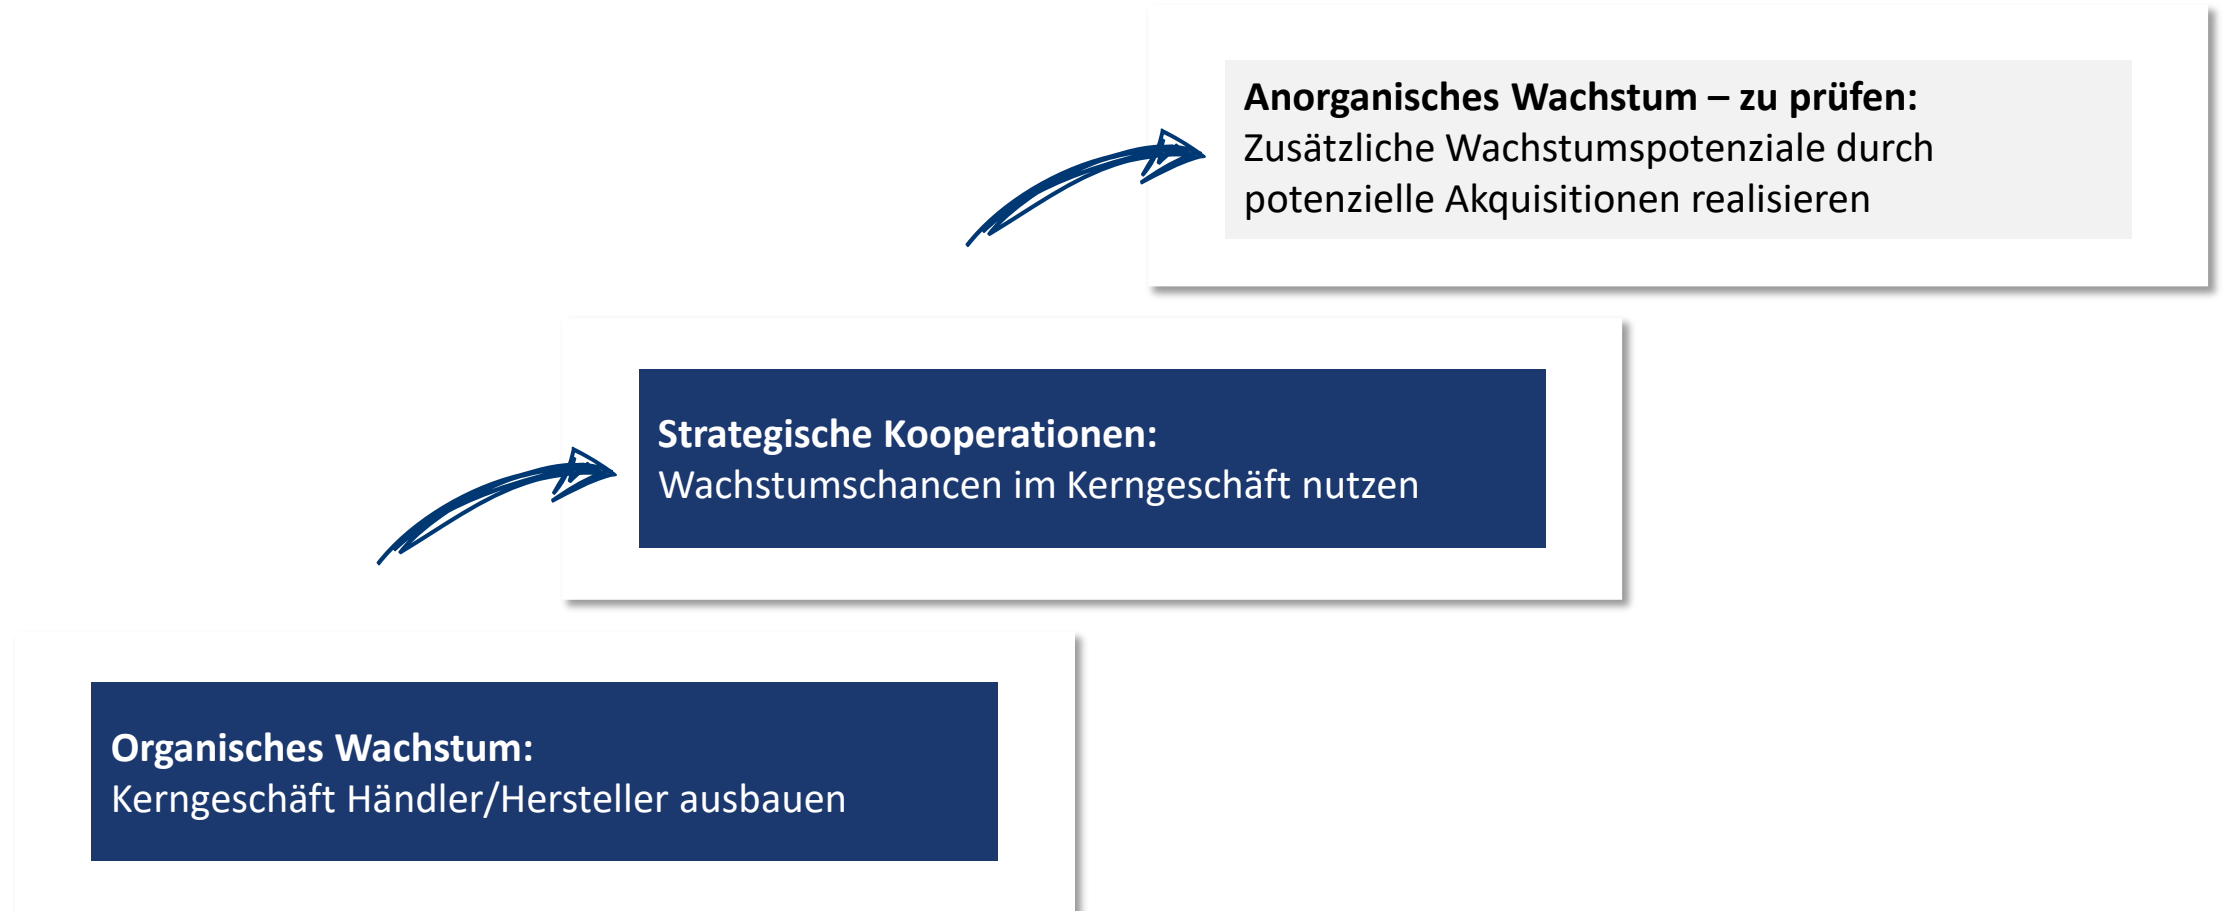 Anorganisches Wachstum – zu prüfen:
Zusätzliche Wachstumspotenziale durch
potenzielle Akquisitionen realisieren
Strategische Kooperationen:
Wachstumschancen im Kerngeschäft nutzen
Organisches Wachstum:
Kerngeschäft Händler/Hersteller ausbauen